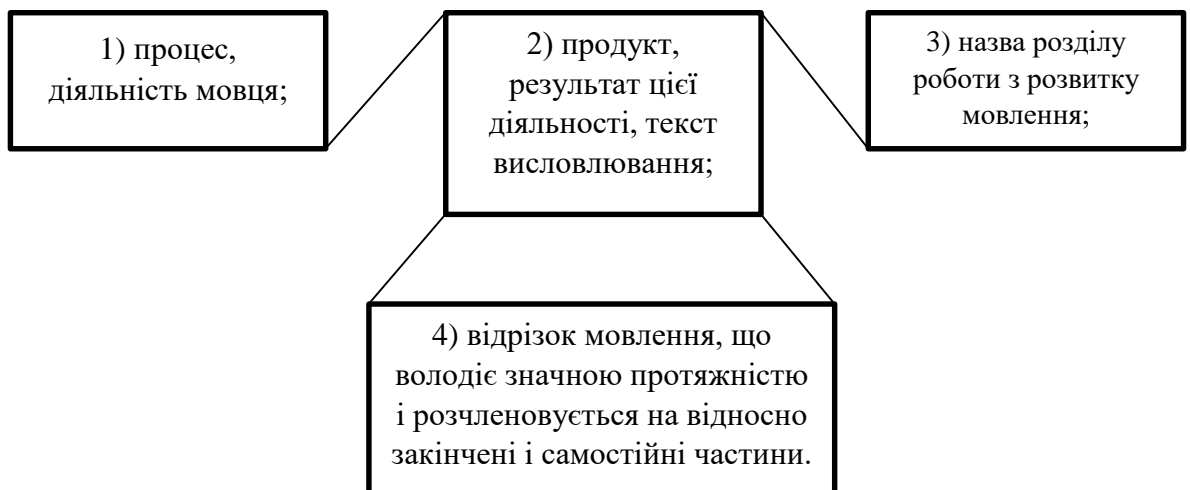 1) процес,
діяльність мовця;
2) продукт,
результат цієї
діяльності, текст
висловлювання;
3) назва розділу
роботи з розвитку
мовлення;
4) відрізок мовлення, що
володіє значною протяжністю
і розчленовується на відносно
закінчені і самостійні частини.